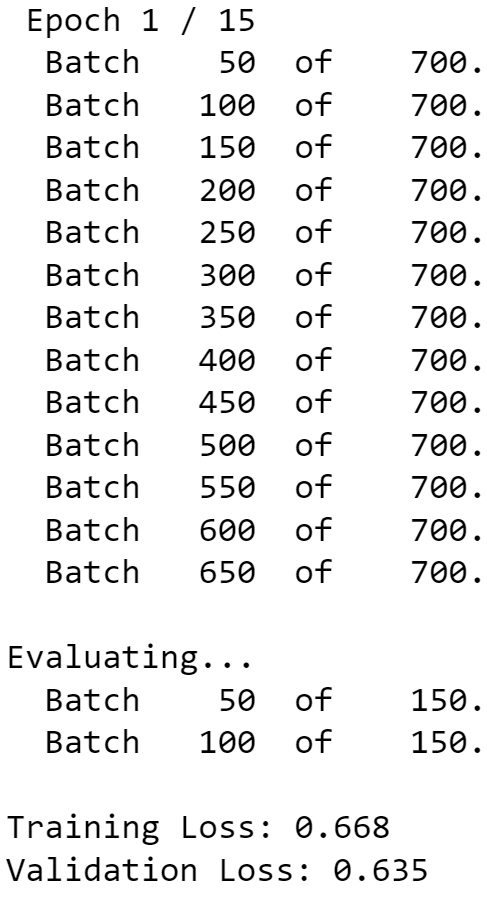 Epoch 1 / 15
Batch 50 of 700.
Batch 100 of 700.
Batch 150 of 700.
Batch 200 of 700.
Batch 250 of 700.
Batch 300 of 700.
Batch 350 of 700.
Batch 400 of 700.
Batch 450 of 700.
Batch 500 of 700.
Batch 550 of 700.
Batch 600 of 700.
Batch 650 of 700.
Evaluating...
Batch 50 of 150.
Batch 100 of 150.
Training Loss: 0.668
Validation Loss: 0.635